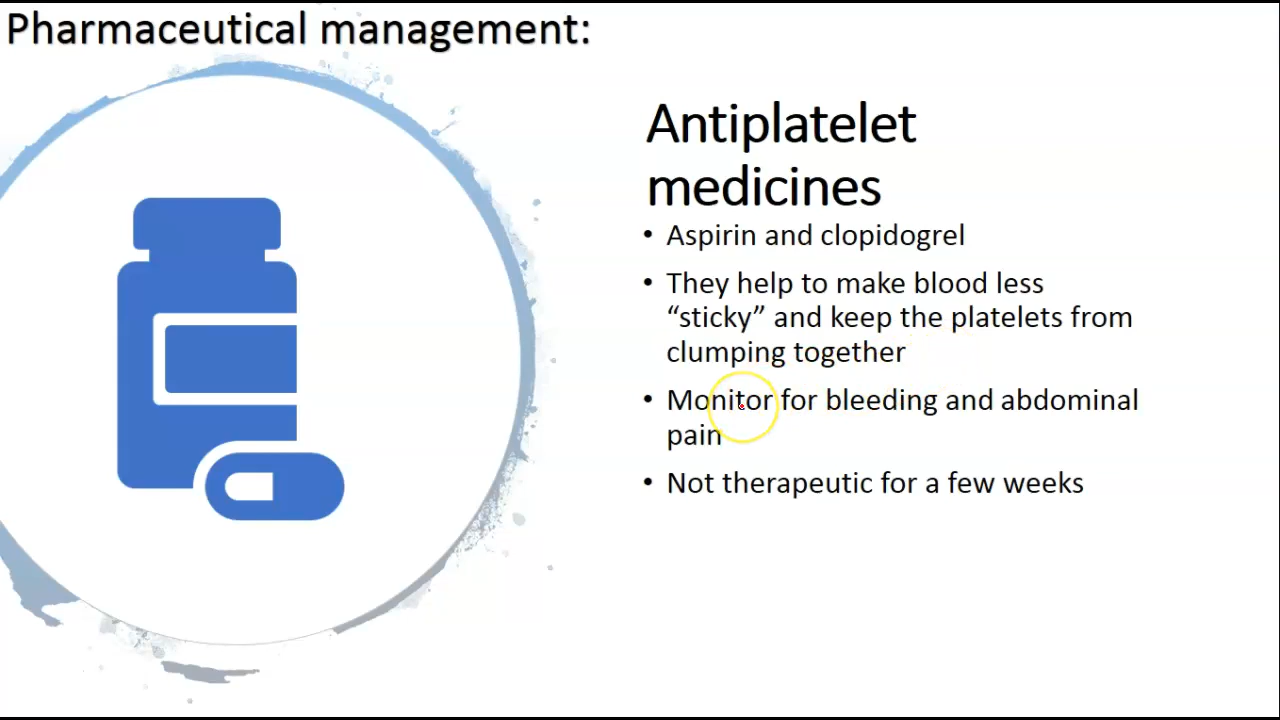 Pharmaceutical management:
Antiplatelet
medicines
• Aspirin and clopidogrel
• They help to make blood less
“sticky” and keep the platelets from
clumping together
• Monitor for bleeding and abdominal
pain
• Not therapeutic for a few weeks